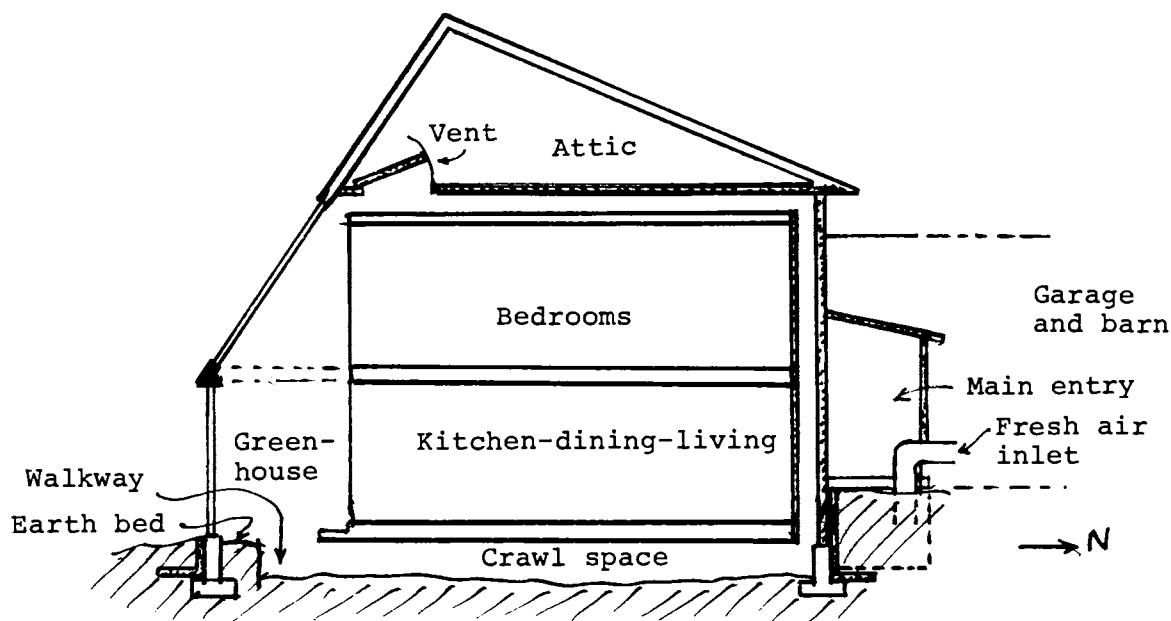 Vent
Attic
Bedrooms
Garage
and barn
Main entry
Green-
house
Kitchen-dining-living
Fresh air
inlet
Walkway
Earth bed
Crawl space
N